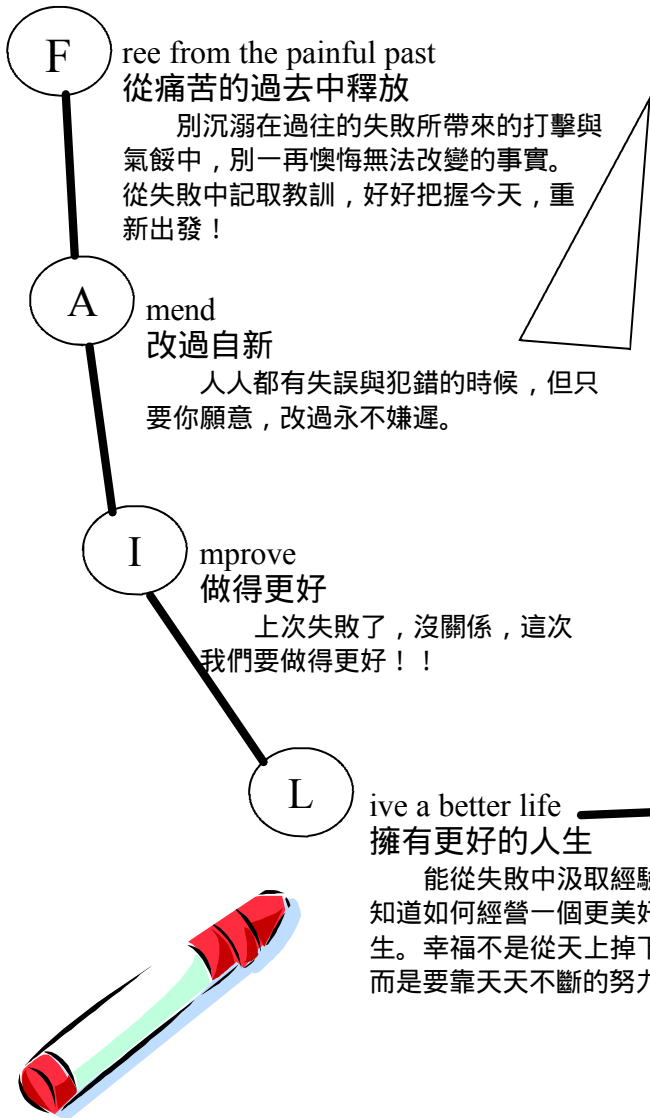 Free from the painful past
從痛苦的過去中釋放
別沉溺在過往的失敗所帶來的打擊與
氣餒中，別一再懊悔無法改變的事實。
從失敗中記取教訓，好好把握今天，重
新出發！
Amend
改過自新
人人都有失誤與犯錯的時候，但只
要你願意，改過永不嫌遲。
Improve
做得更好
上次失敗了，沒關係，這次
我們要做得更好！！
Live a better life
擁有更好的人生
能從失敗中汲取經驗
知道如何經營一個更美好
生。幸福不是從天上掉下
而是要靠天天不斷的努力